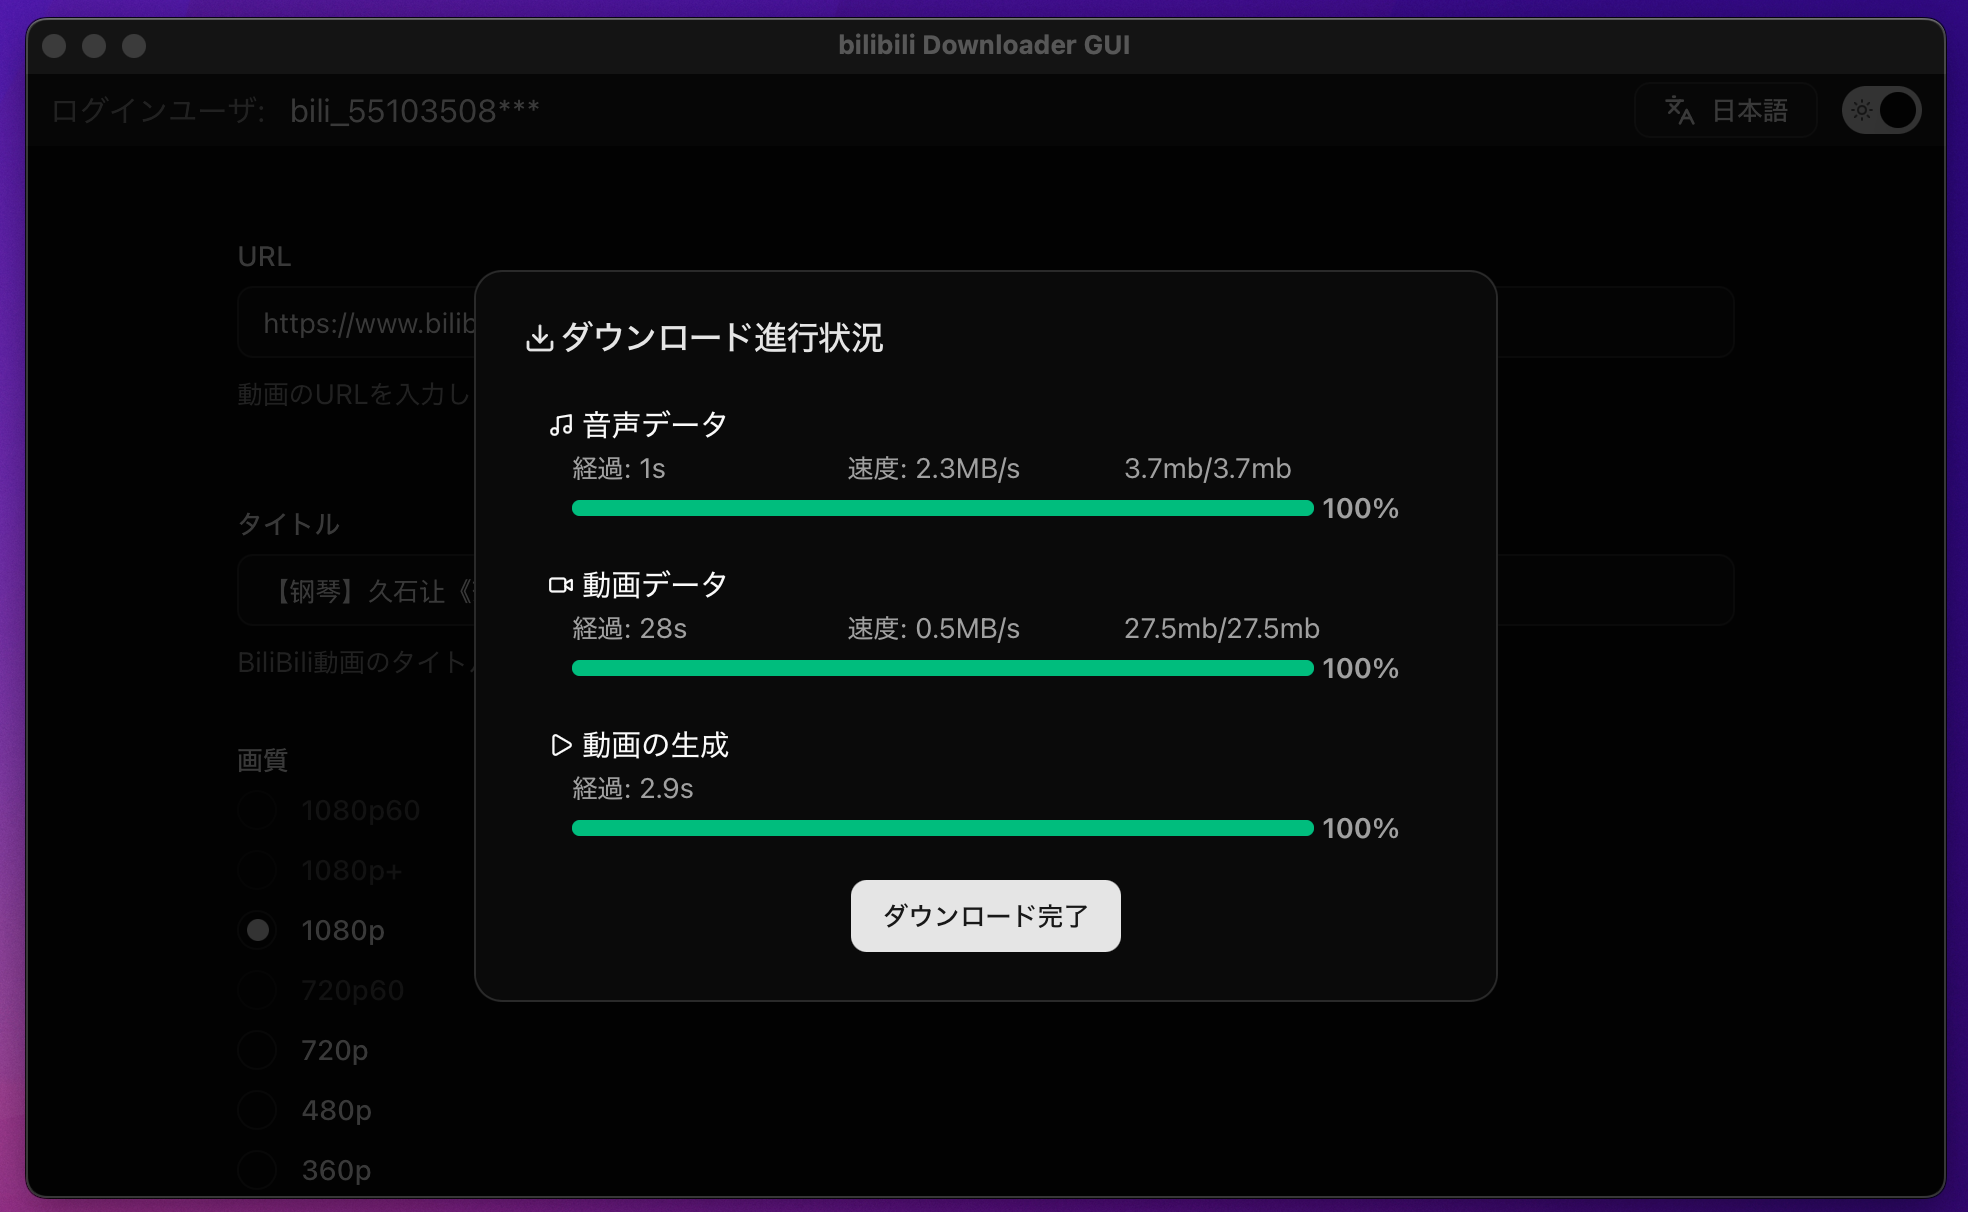 bilibili Downloader GUI
ログインユーザ: bili_55103508***
日本語
URL
https://www.bilib
動画のURLを入力し
タイトル
【钢琴】久石让《
BiliBili動画のタイト
画質
1080p60
1080p+
1080p
720p60
720p
480p
360p
ダウンロード進行状況
音声データ
経過: 1s 速度: 2.3MB/s 3.7mb/3.7mb
100%
動画データ
経過: 28s 速度: 0.5MB/s 27.5mb/27.5mb
100%
動画の生成
経過: 2.9s
100%
ダウンロード完了